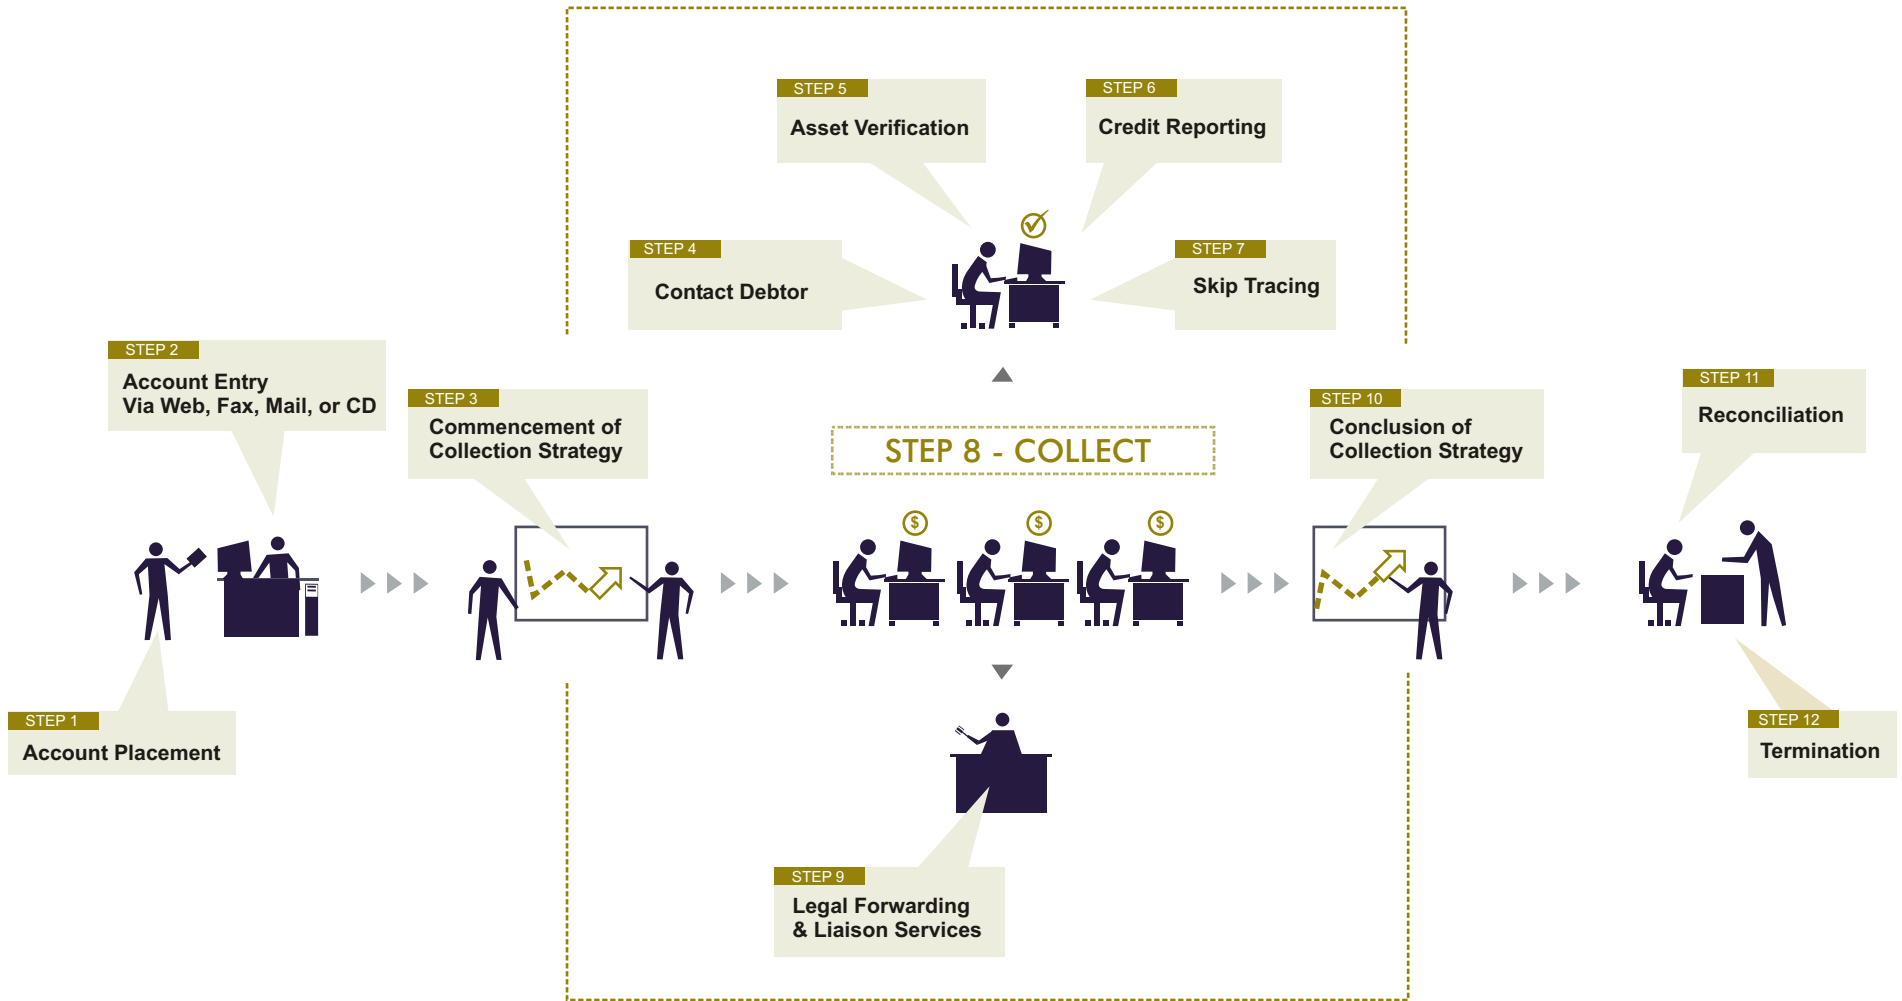 STEP 1
Account Placement
STEP 2
Account Entry
Via Web, Fax, Mail, or CD
STEP 3
Commencement of
Collection Strategy
STEP 4
Contact Debtor
STEP 5
Asset Verification
STEP 6
Credit Reporting
STEP 7
Skip Tracing
STEP 8 - COLLECT
$
$
$
STEP 9
Legal Forwarding
& Liaison Services
STEP 10
Conclusion of
Collection Strategy
STEP 11
Reconciliation
STEP 12
Termination